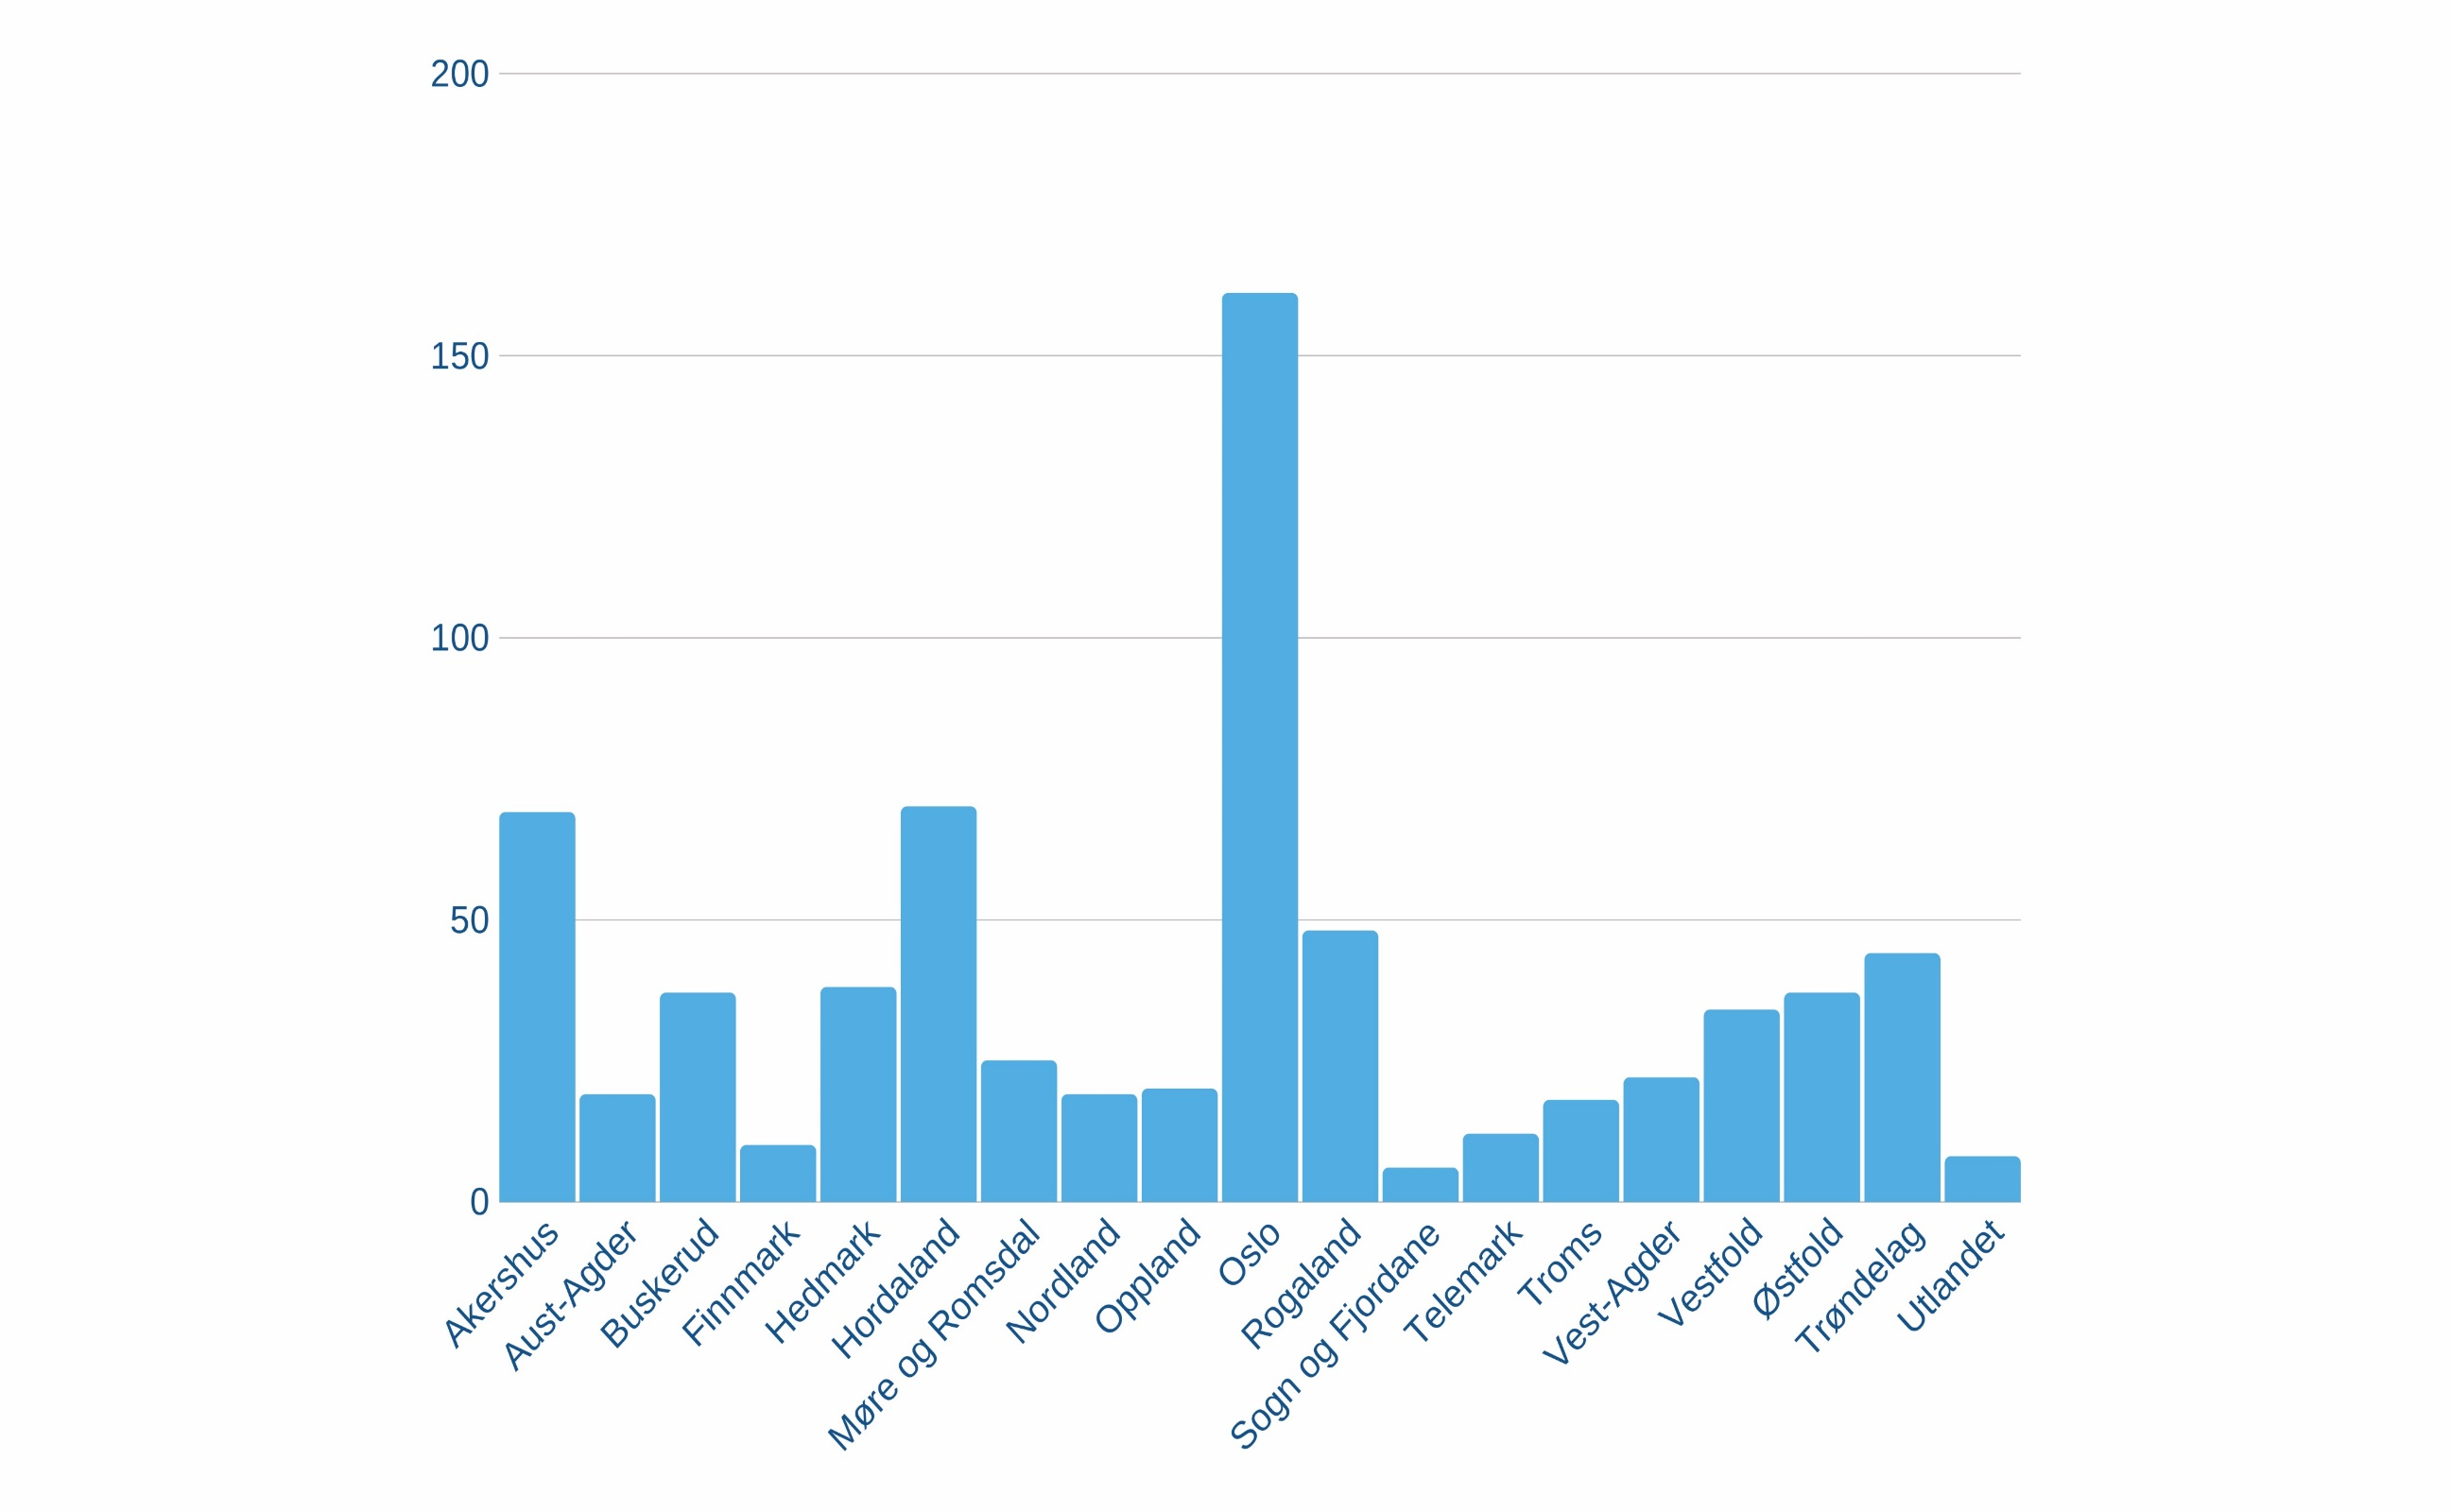 200
150
100
50
0
Akershus
Aust-Agder
Buskerud
Finnmark
Hedmark
Hordaland
Møre og Romsdal
Nordland
Oppland
Oslo
Rogaland
Sogn og Fjordane
Telemark
Troms
Vest-Agder
Vestfold
Østfold
Trøndelag
Utlandet